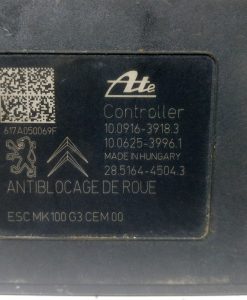 Ate
Controller
617A050069F
10.0916-3918.3
10.0625-3996.1
MADE IN HUNGARY
28.5164-4504.3
ANTIBLOCAGE DE ROUE
ESC MK100 G3 CEM 00